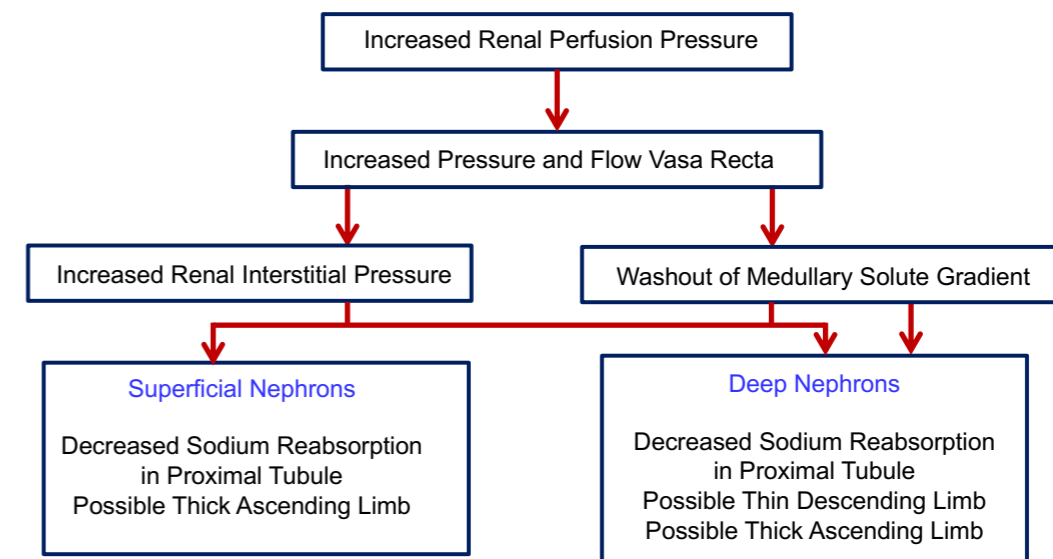 Increased Renal Perfusion Pressure
Increased Pressure and Flow Vasa Recta
Increased Renal Interstitial Pressure
Washout of Medullary Solute Gradient
Superficial Nephrons
Decreased Sodium Reabsorption
in Proximal Tubule
Possible Thick Ascending Limb
Deep Nephrons
Decreased Sodium Reabsorption
in Proximal Tubule
Possible Thin Descending Limb
Possible Thick Ascending Limb